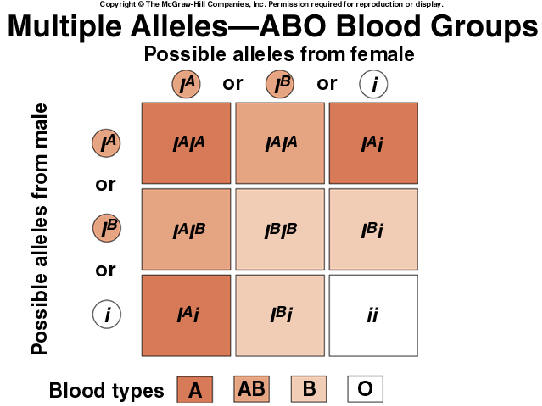 Copyright © The McGraw-Hill Companies, Inc. Permission required for reproduction or display.
Multiple Alleles—ABO Blood Groups
Possible alleles from female
IA or IB or i
Possible alleles from male
IA
IAIA IAIA IAi
or
IB
IAIB IBIB IBi
or
i
IAi IBi ii
Blood types A AB B O